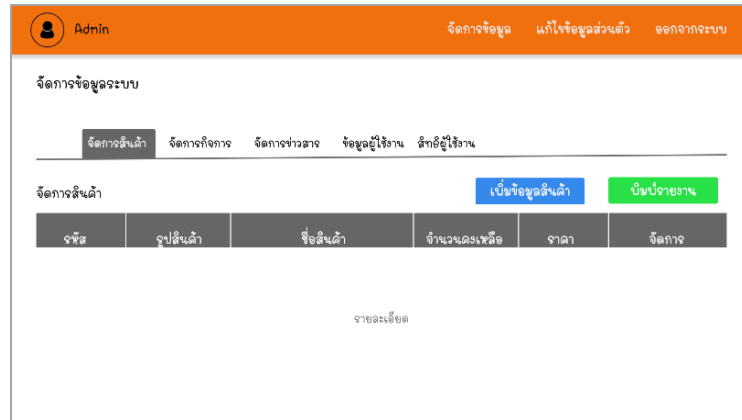 Admin จัดการข้อมูล แก้ไขข้อมูลส่วนตัว ออกจากระบบ
จัดการข้อมูลระบบ
จัดการสินค้า จัดการกิจการ จัดการข่าวสาร ข้อมูลผู้ใช้งาน สิทธิผู้ใช้งาน
จัดการสินค้า เพิ่มข้อมูลสินค้า พิมพ์รายงาน
รหัส รูปสินค้า ชื่อสินค้า จำนวนคงเหลือ ราคา จัดการ
รายละเอียด